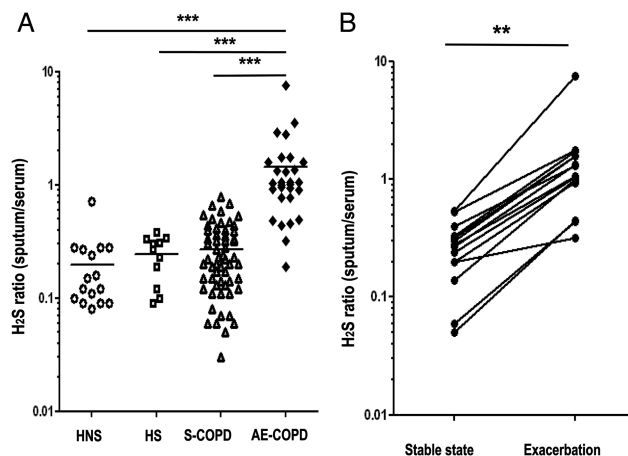 A
B
***
***
***
**
H2S ratio (sputum/serum)
10
1
0.1
0.01
HNS HS S-COPD AE-COPD
H2S ratio (sputum/serum)
10
1
0.1
0.01
Stable state Exacerbation